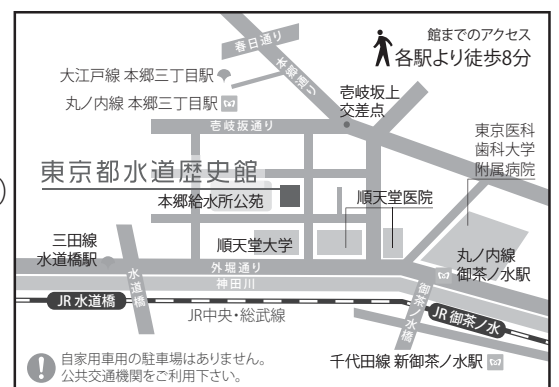 館までのアクセス
各駅より徒歩8分
春日通り
本郷通り
大江戸線 本郷三丁目駅
丸ノ内線 本郷三丁目駅
壱岐坂上
交差点
壱岐坂通り
東京医科
歯科大学
附属病院
東京都水道歴史館
本郷給水所公苑
順天堂医院
三田線
水道橋駅
順天堂大学
丸ノ内線
御茶ノ水駅
外堀通り
神田川
水道橋
御茶ノ水橋
JR 水道橋
JR中央・総武線
JR 御茶ノ水
自家用車用の駐車場はありません。
公共交通機関をご利用下さい。
千代田線 新御茶ノ水駅